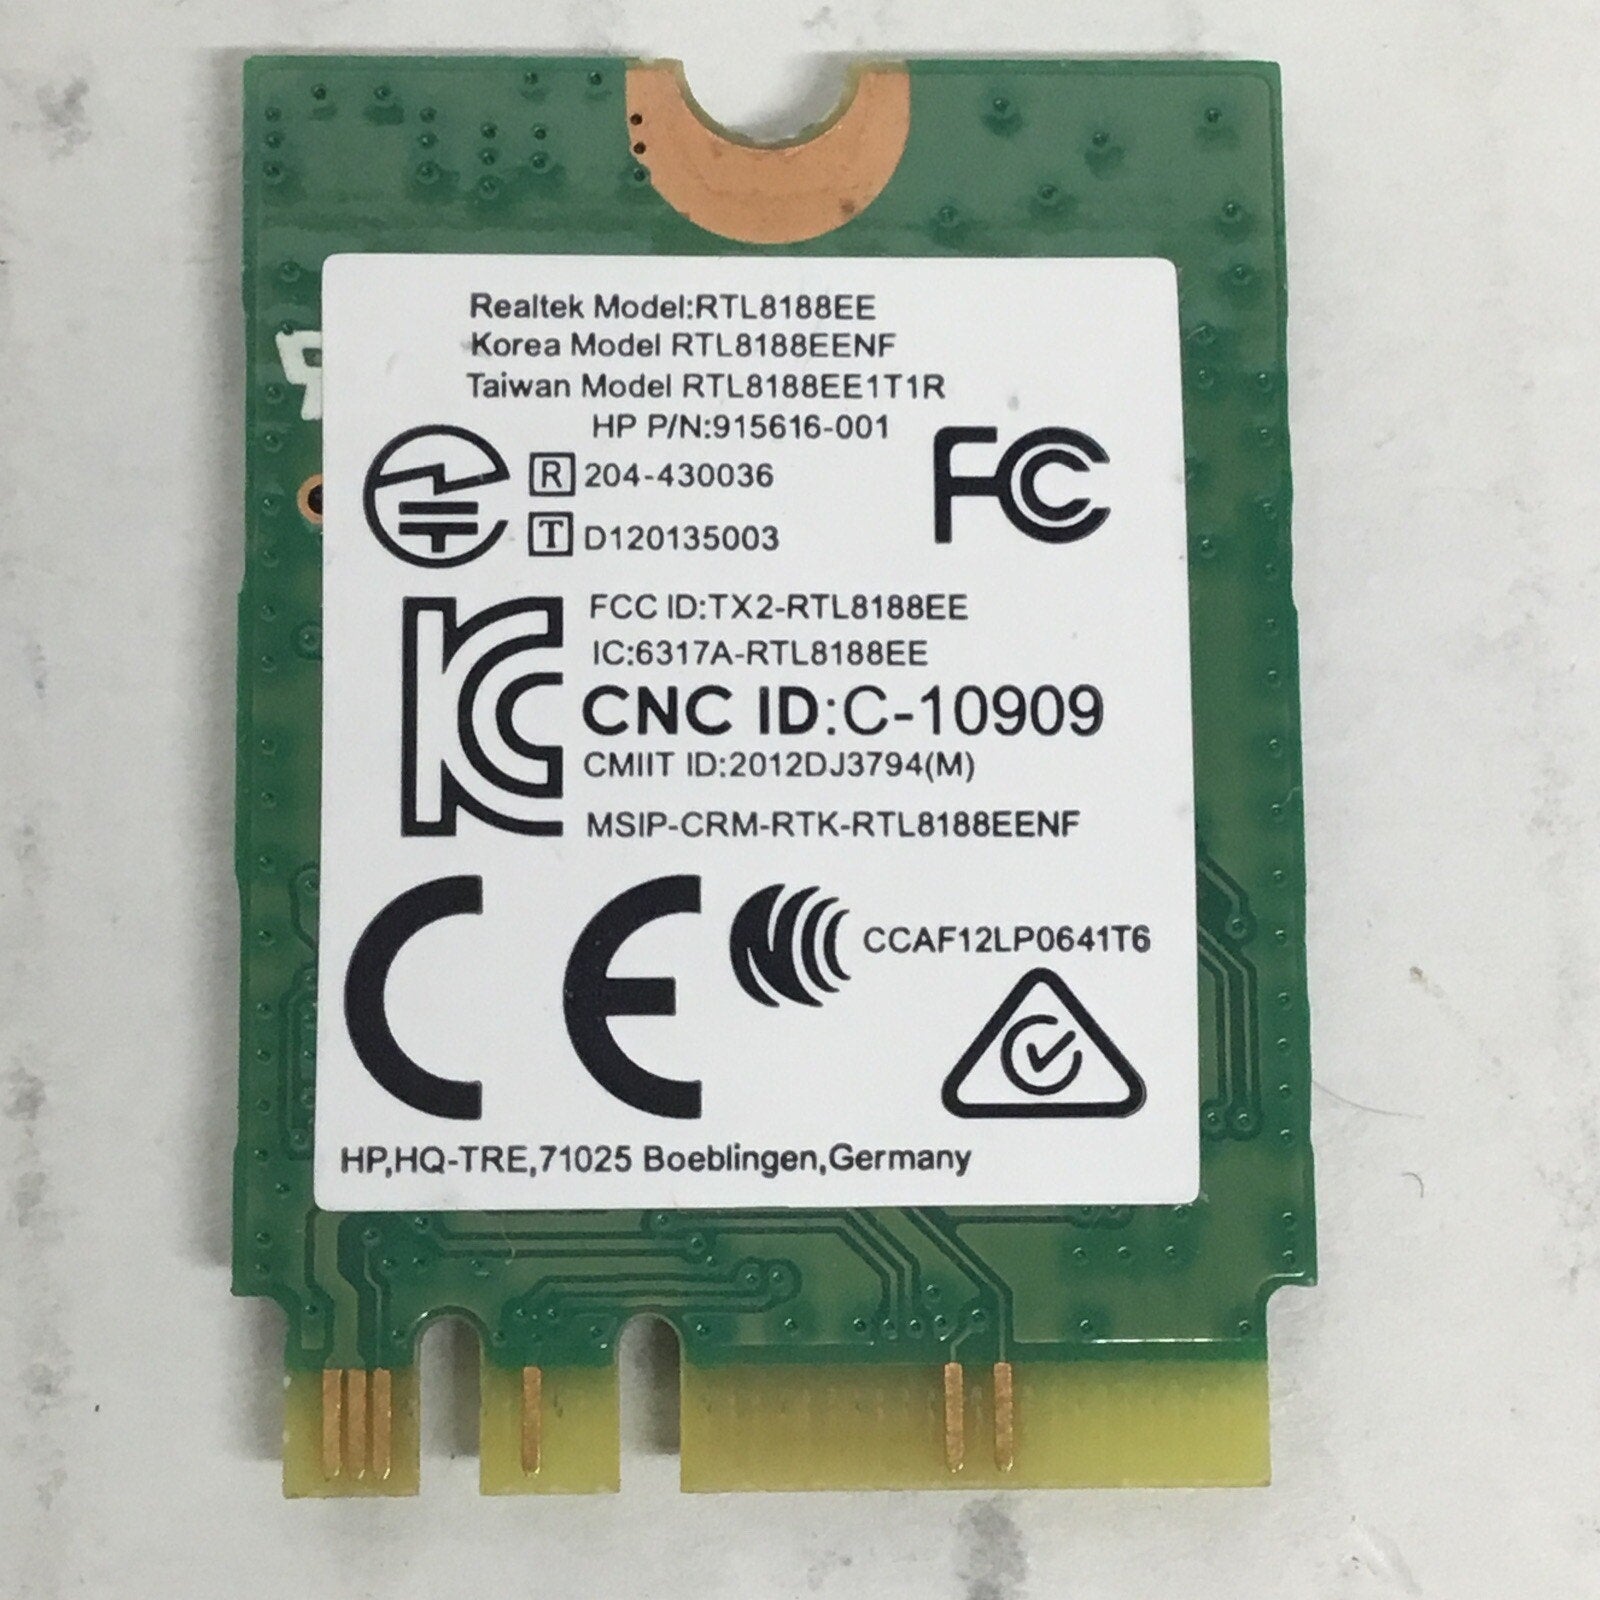 Realtek Model:RTL8188EE
Korea Model RTL8188EENF
Taiwan Model RTL8188EE1T1R
HP P/N:915616-001
R 204-430036
T D120135003
FC
FCC ID:TX2-RTL8188EE
IC:6317A-RTL8188EE
CNC ID:C-10909
CMIIT ID:2012DJ3794(M)
MSIP-CRM-RTK-RTL8188EENF
KC
CE
CCAF12LP0641T6
HP,HQ-TRE,71025 Boeblingen,Germany